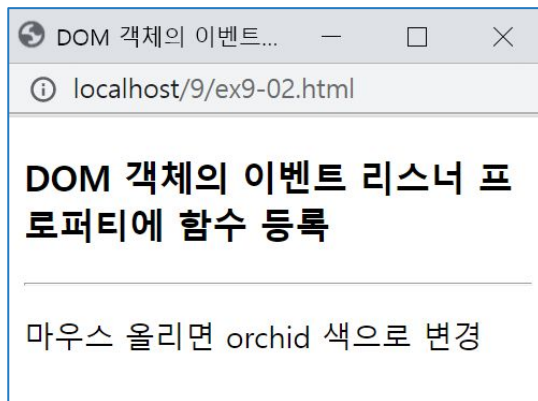 DOM 객체의 이벤트...
localhost/9/ex9-02.html
DOM 객체의 이벤트 리스너 프
로퍼티에 함수 등록
마우스 올리면 orchid 색으로 변경